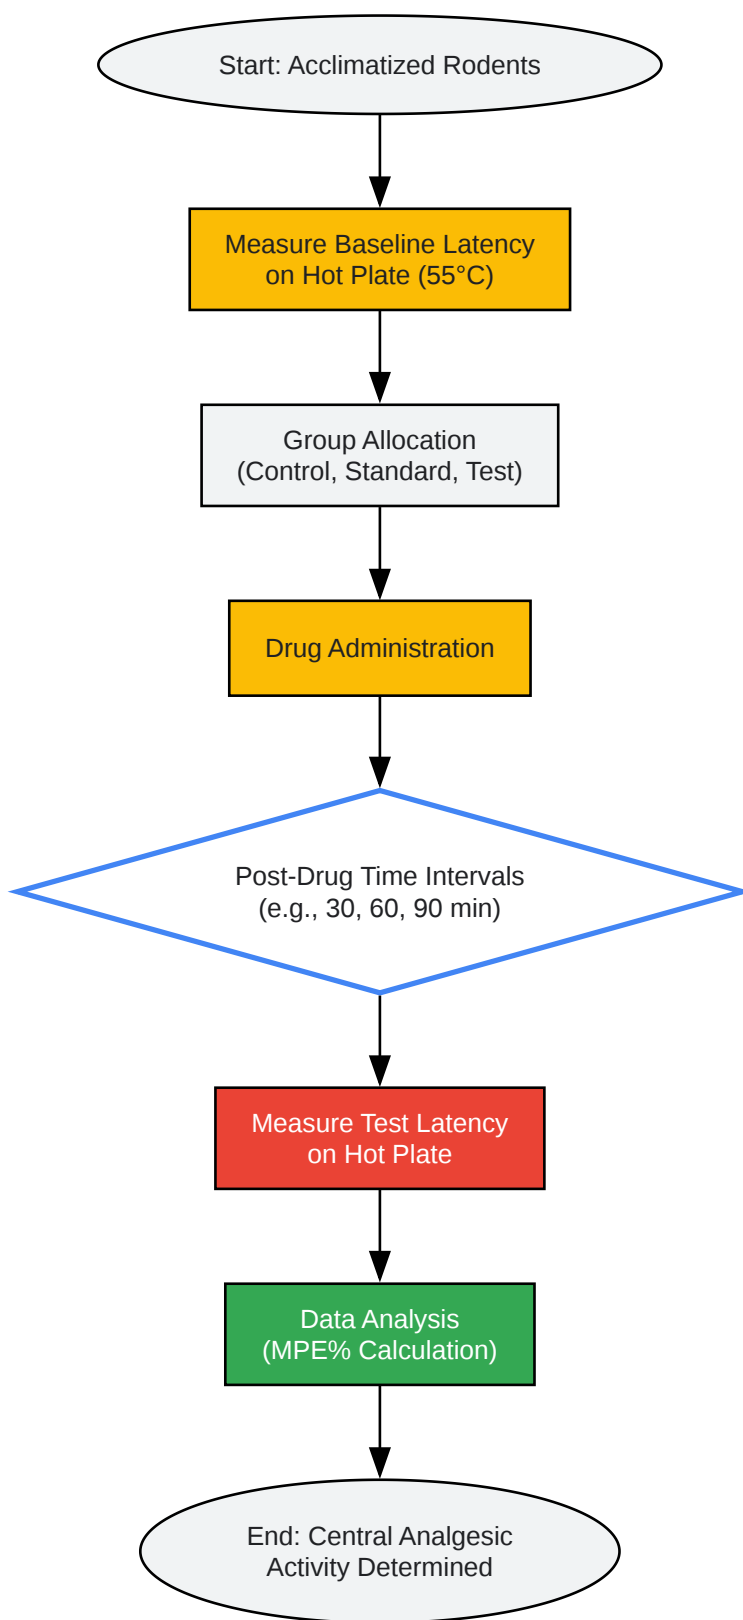 Start: Acclimatized Rodents
Measure Baseline Latency
on Hot Plate (55°C)
Group Allocation
(Control, Standard, Test)
Drug Administration
Post-Drug Time Intervals
(e.g., 30, 60, 90 min)
Measure Test Latency
on Hot Plate
Data Analysis
(MPE% Calculation)
End: Central Analgesic
Activity Determined